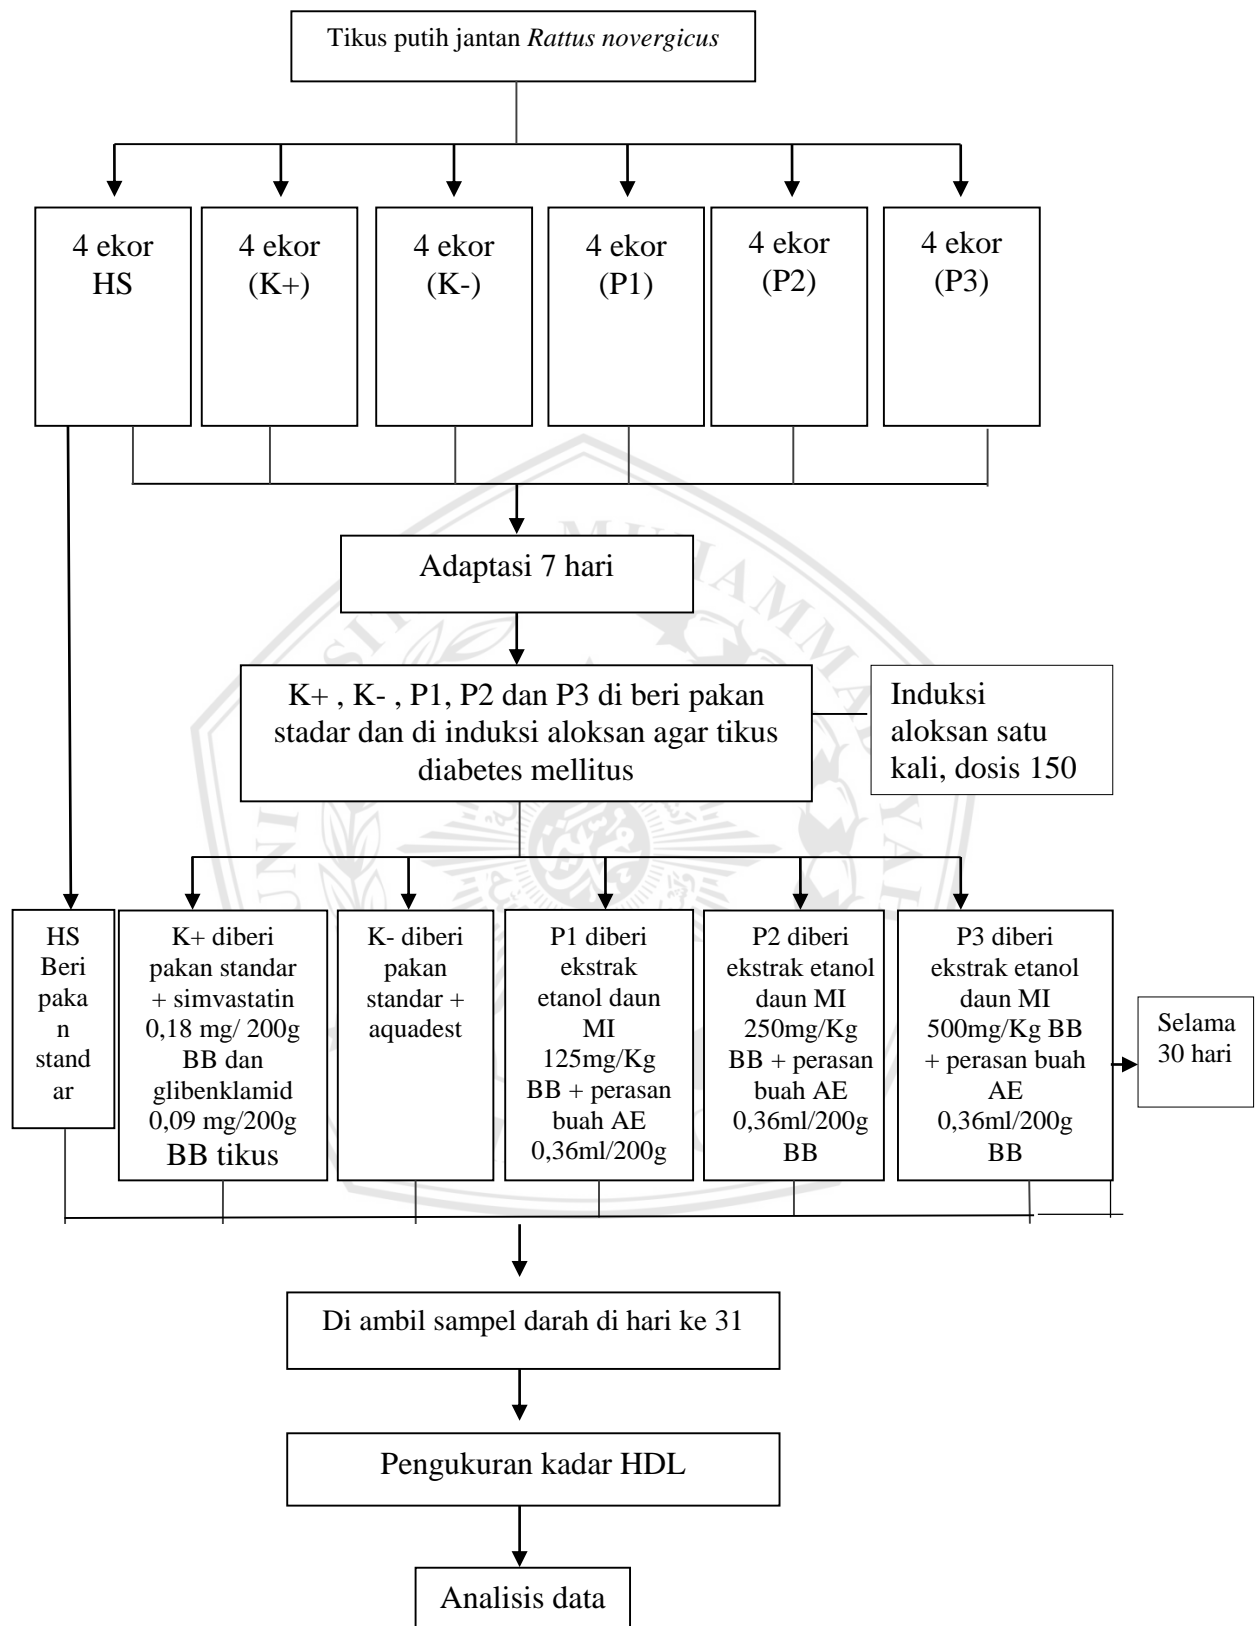 Tikus putih jantan Rattus novergicus
4 ekor
HS
4 ekor
(K+)
4 ekor
(K-)
4 ekor
(P1)
4 ekor
(P2)
4 ekor
(P3)
Adaptasi 7 hari
K+ , K- , P1, P2 dan P3 di beri pakan
stadar dan di induksi aloksan agar tikus
diabetes mellitus
Induksi
aloksan satu
kali, dosis 150
HS
Beri
paka
n
stand
ar
K+ diberi
pakan standar
+ simvastatin
0,18 mg/ 200g
BB dan
glibenklamid
0,09 mg/200g
BB tikus
K- diberi
pakan
standar +
aquadest
P1 diberi
ekstrak
etanol daun
MI
125mg/Kg
BB + perasan
buah AE
0,36ml/200g
P2 diberi
ekstrak etanol
daun MI
250mg/Kg
BB + perasan
buah AE
0,36ml/200g
BB
P3 diberi
ekstrak etanol
daun MI
500mg/Kg BB
+ perasan buah
AE
0,36ml/200g
BB
Selama
30 hari
Di ambil sampel darah di hari ke 31
Pengukuran kadar HDL
Analisis data